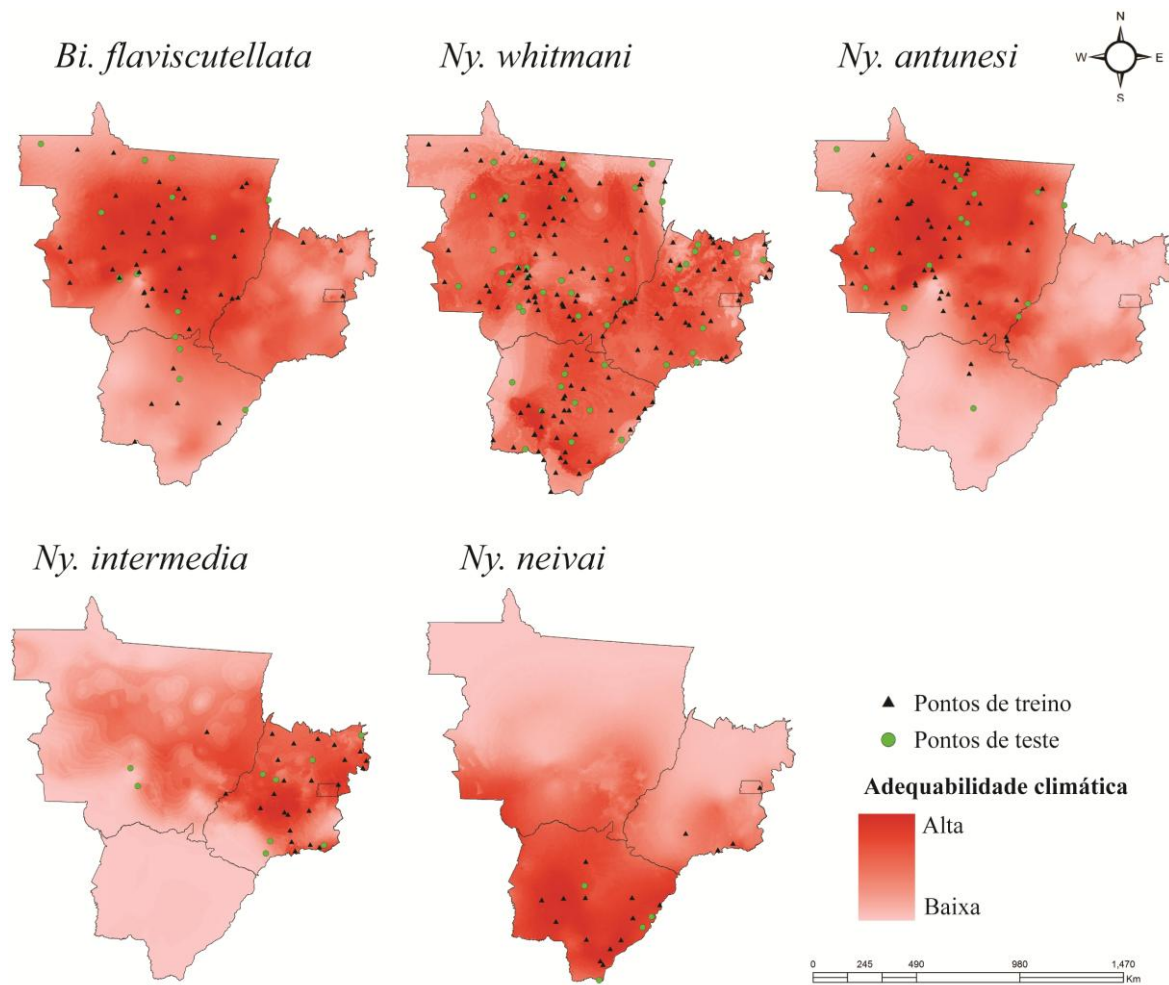 Bi. flaviscutellata
Ny. whitmani
Ny. antunesi
N
W E
S
Ny. intermedia
Ny. neivai
Pontos de treino
Pontos de teste
Adequabilidade climática
Alta
Baixa
0 245 490 980 1,470